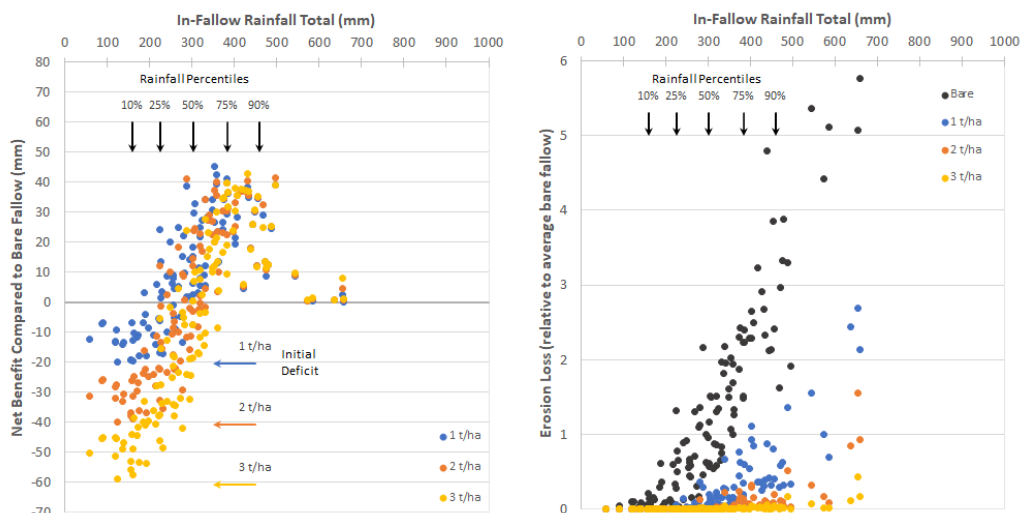 In-Fallow Rainfall Total (mm)
0 100 200 300 400 500 600 700 800 900 1000
Net Benefit Compared to Bare Fallow (mm)
80
70
60
50
40
30
20
10
0
-10
-20
-30
-40
-50
-60
-70
Rainfall Percentiles
10% 25% 50% 75% 90%
1 t/ha
Initial
Deficit
2 t/ha
3 t/ha
1 t/ha
2 t/ha
3 t/ha
In-Fallow Rainfall Total (mm)
0 100 200 300 400 500 600 700 800 900 1000
Erosion Loss (relative to average bare fallow)
6
5
4
3
2
1
0
Rainfall Percentiles
10% 25% 50% 75% 90%
Bare
1 t/ha
2 t/ha
3 t/ha